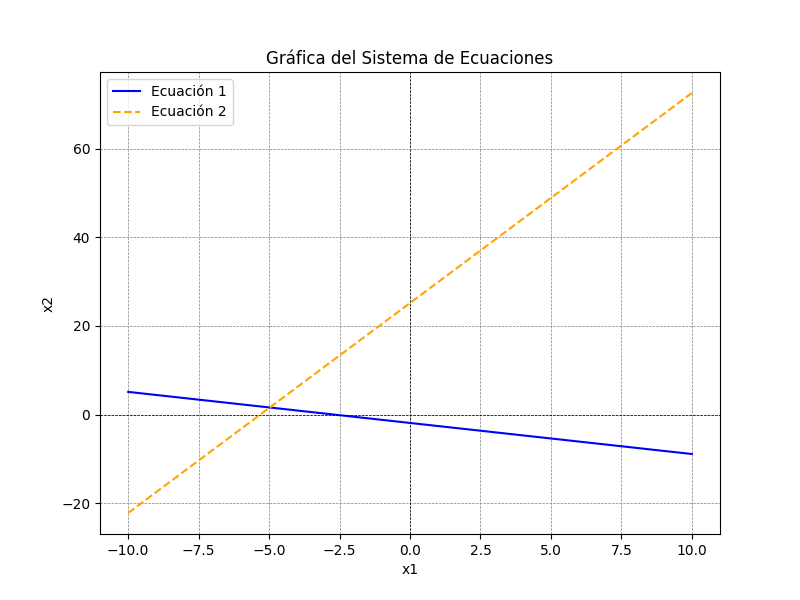 Gráfica del Sistema de Ecuaciones
Ecuación 1
Ecuación 2
60
40
20
0
−20
x2
−10.0 −7.5 −5.0 −2.5 0.0 2.5 5.0 7.5 10.0
x1